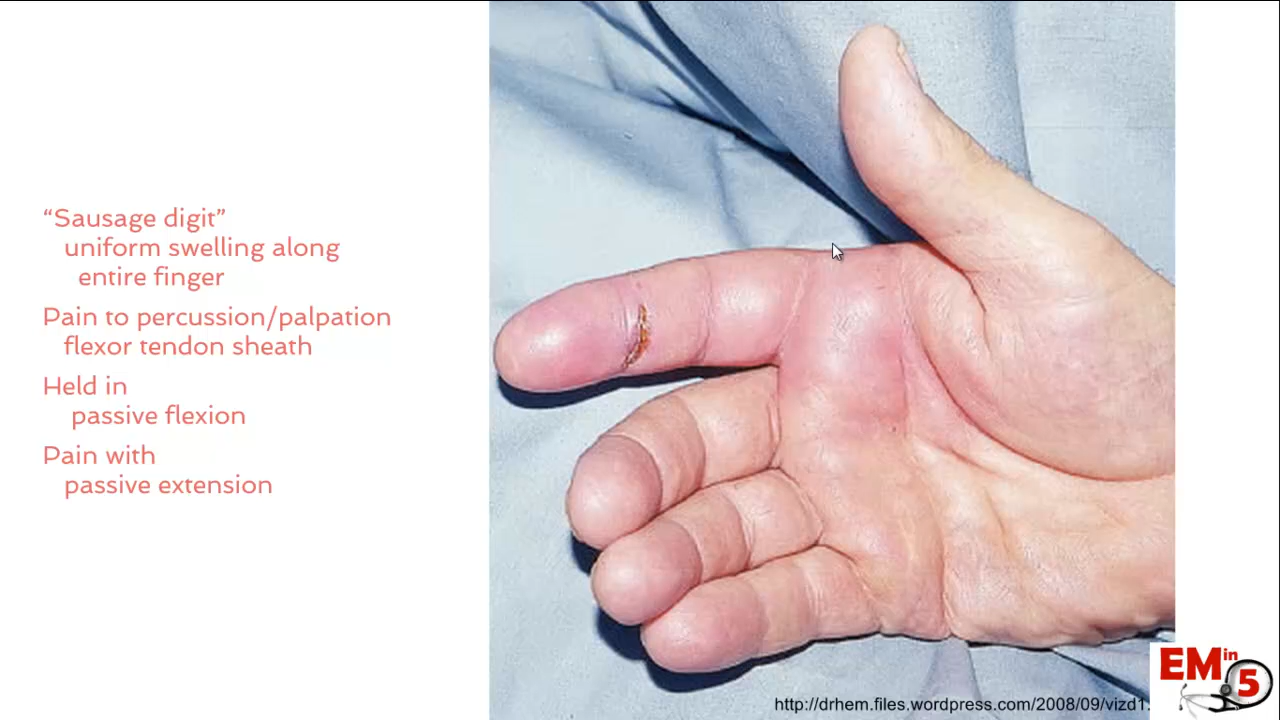 “Sausage digit”
uniform swelling along
entire finger
Pain to percussion/palpation
flexor tendon sheath
Held in
passive flexion
Pain with
passive extension
EM in 5
http://drhem.files.wordpress.com/2008/09/vizd1.